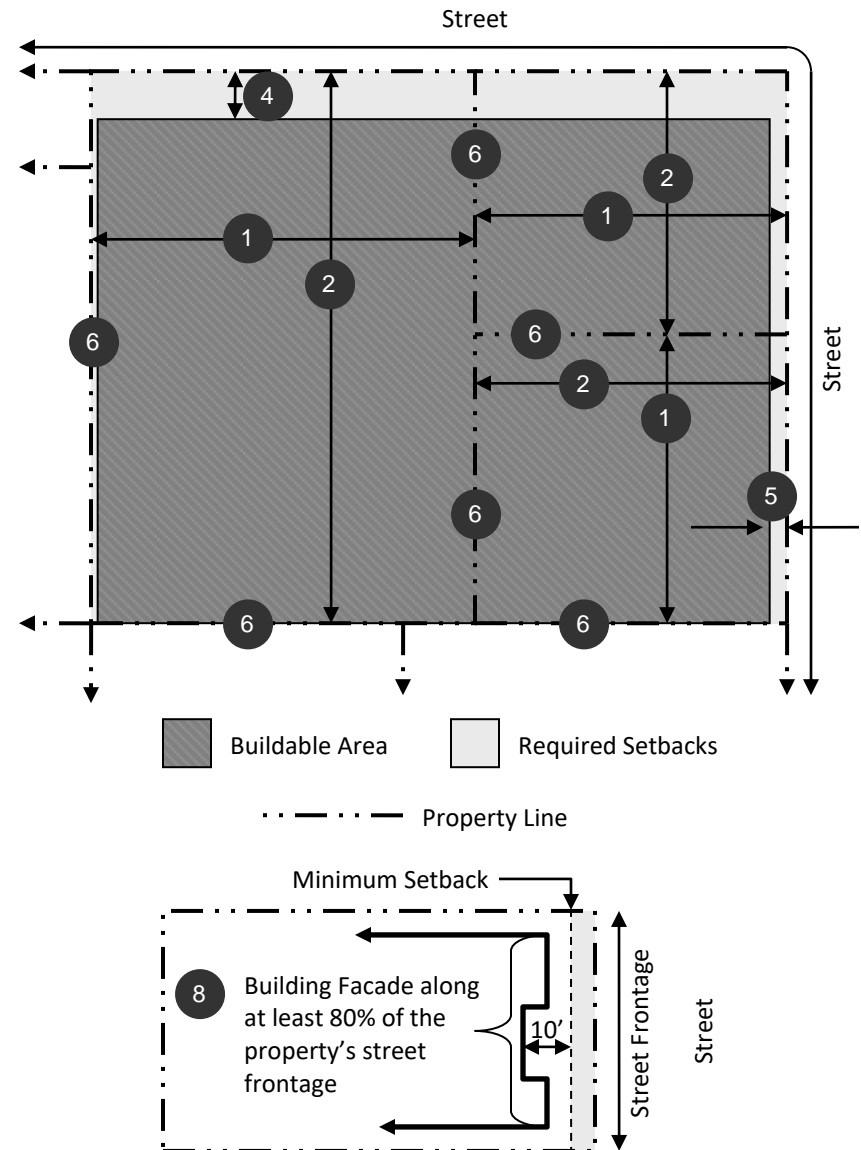 Street
4
6
2
1
1
2
6
6
Street
2
1
5
6
6
6
Buildable Area
Required Setbacks
Property Line
Minimum Setback
8
Building Facade along
at least 80% of the
property’s street
frontage
10’
Street Frontage
Street